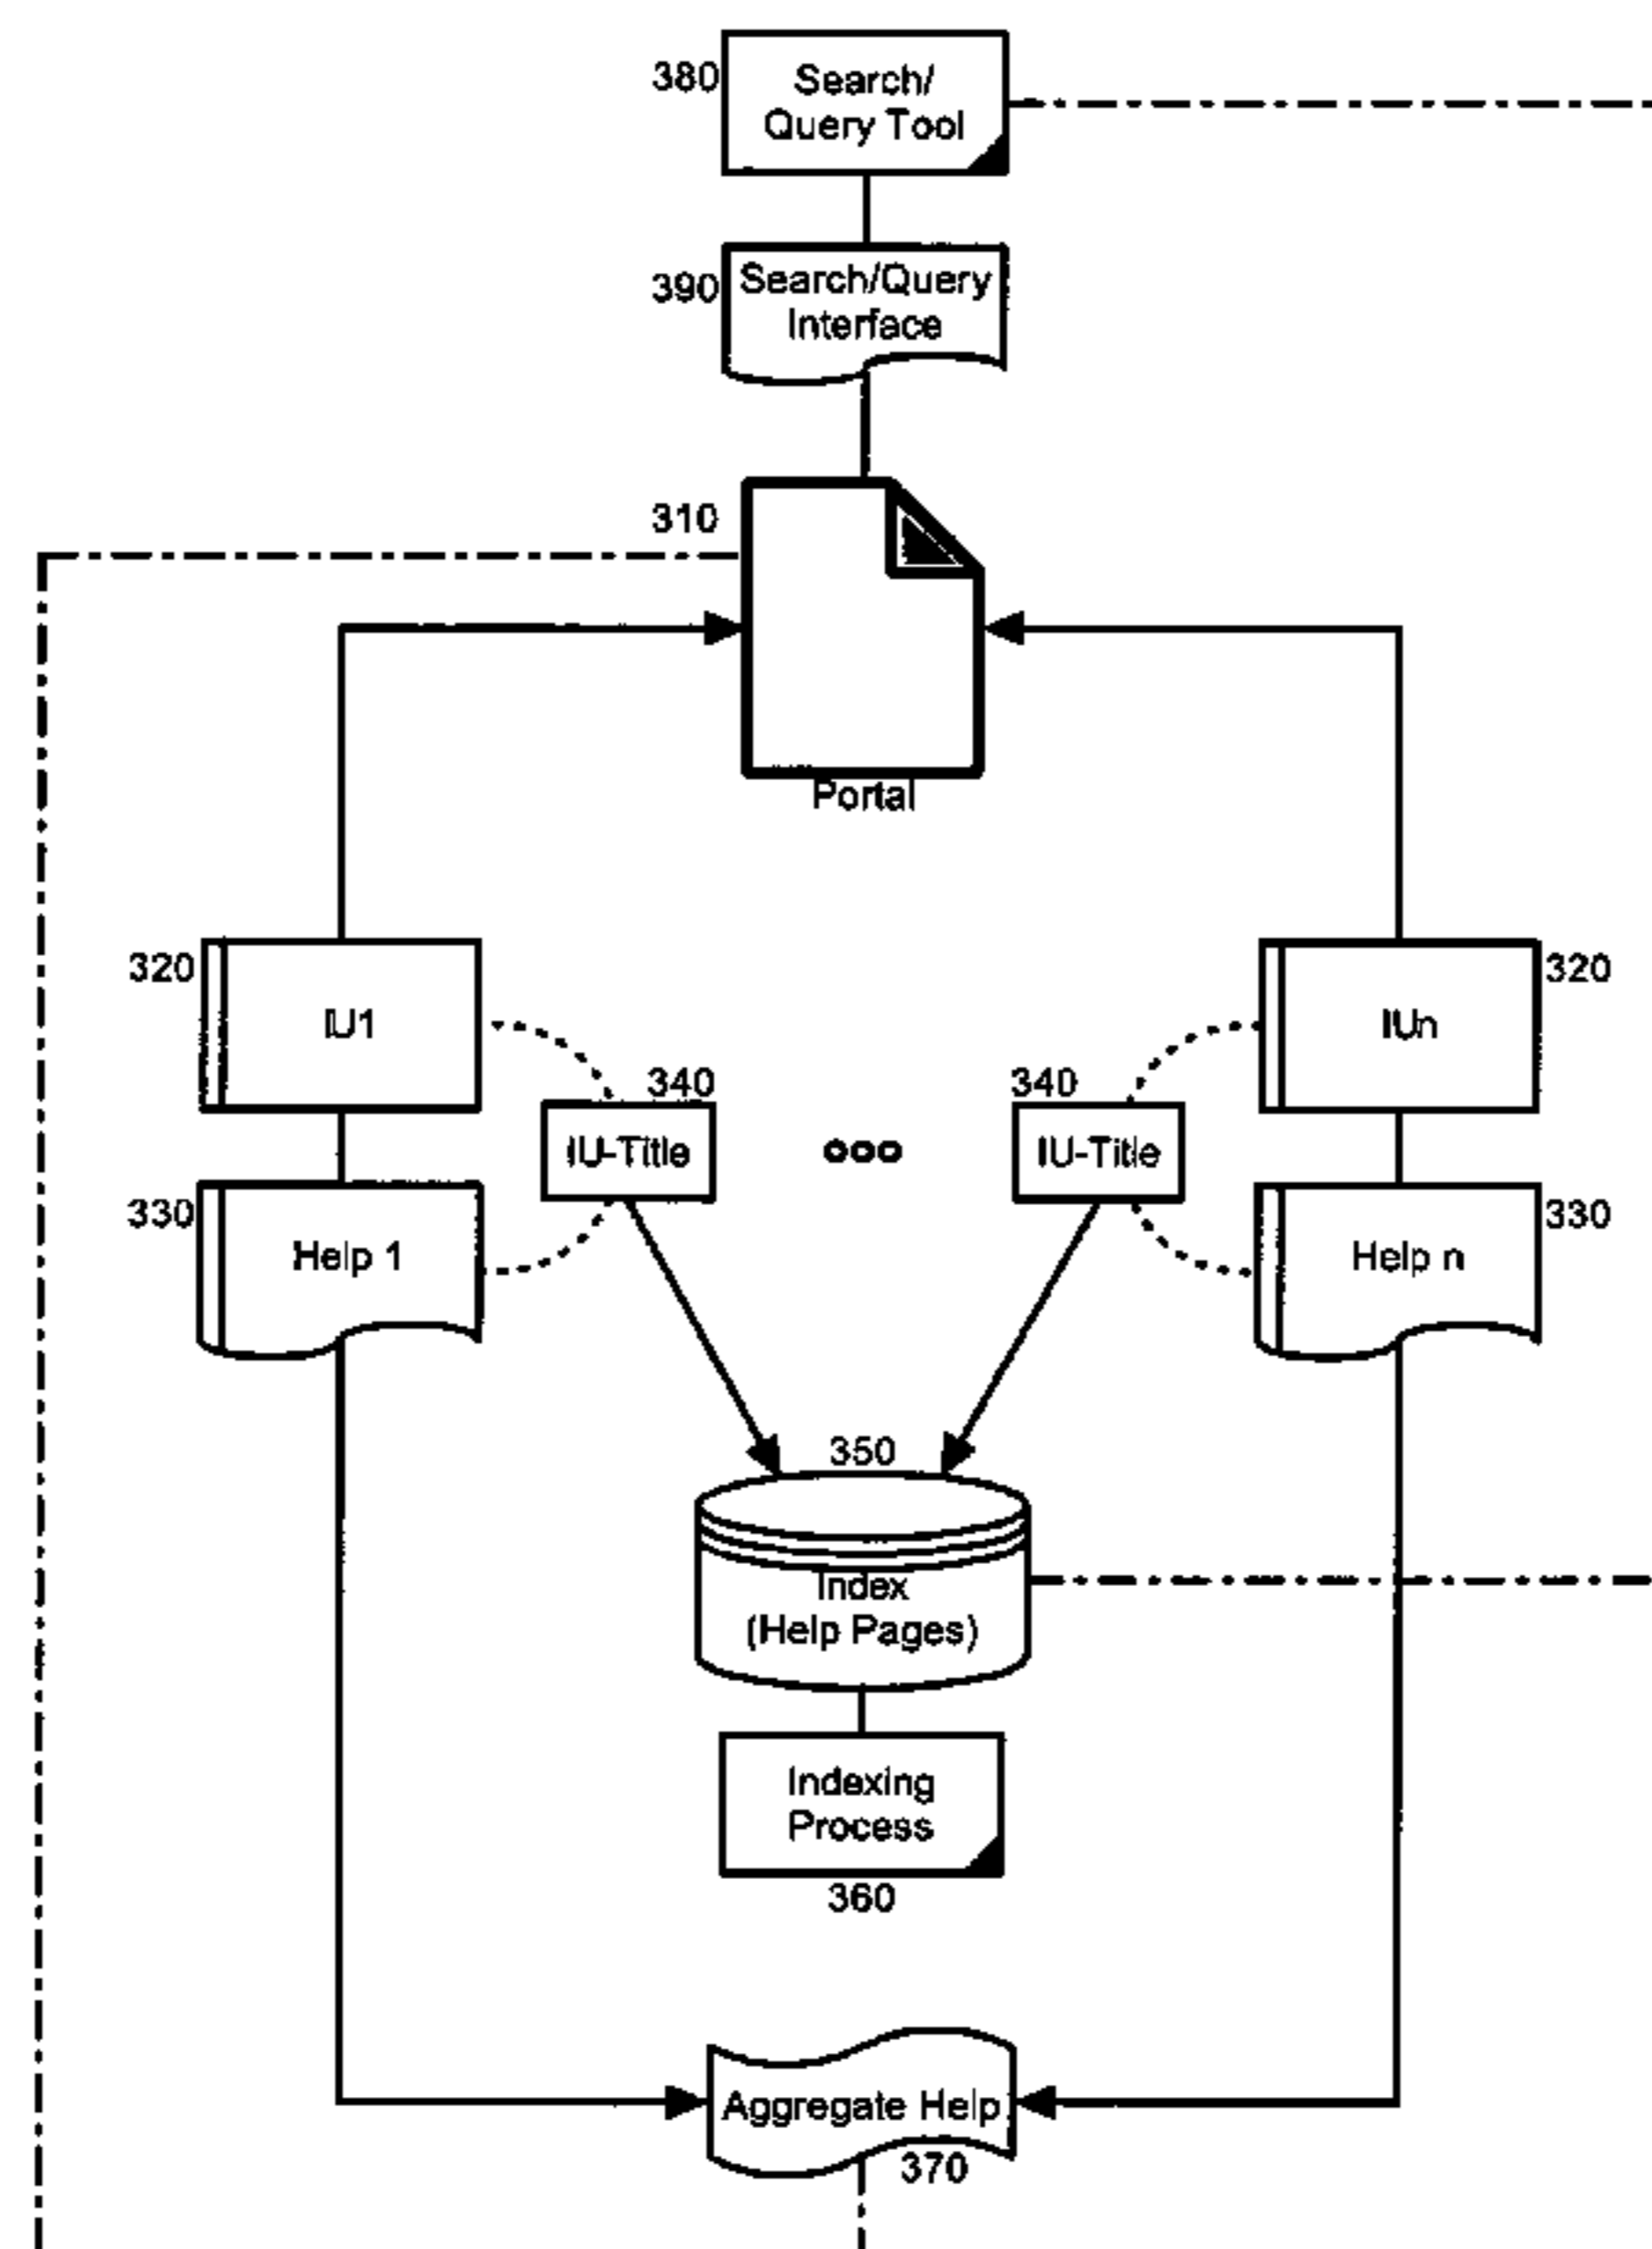 380
Search/
Query Tool
390
Search/Query
Interface
310
Portal
320
IU1
IUn
320
340
IU-Title
340
IU-Title
330
Help 1
Help n
330
350
Index
(Help Pages)
Indexing
Process
360
Aggregate Help
370